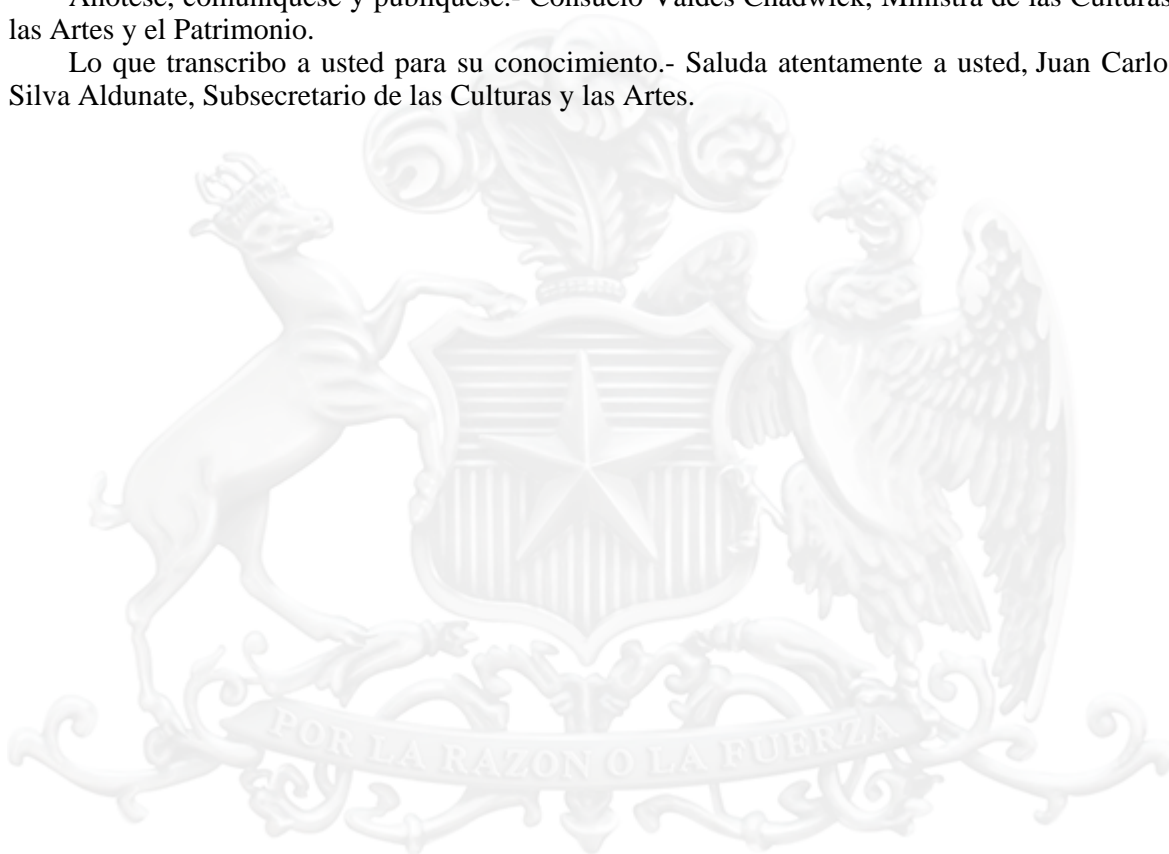 Anótese, comuníquese y publíquese.- Consuelo Valdés Chadwick, Ministra de las Culturas
las Artes y el Patrimonio.
Lo que transcribo a usted para su conocimiento.- Saluda atentamente a usted, Juan Carlo
Silva Aldunate, Subsecretario de las Culturas y las Artes.
POR LA RAZON O LA FUERZA